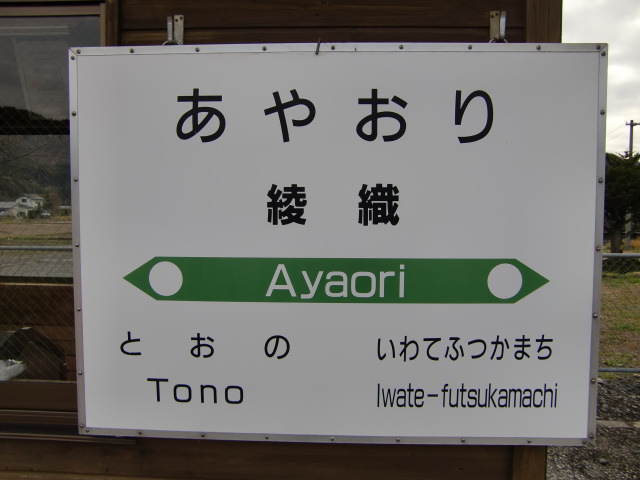 あやおり
綾織
Ayaori
とおの いわてふつかまち
Tono Iwate-futsukamachi